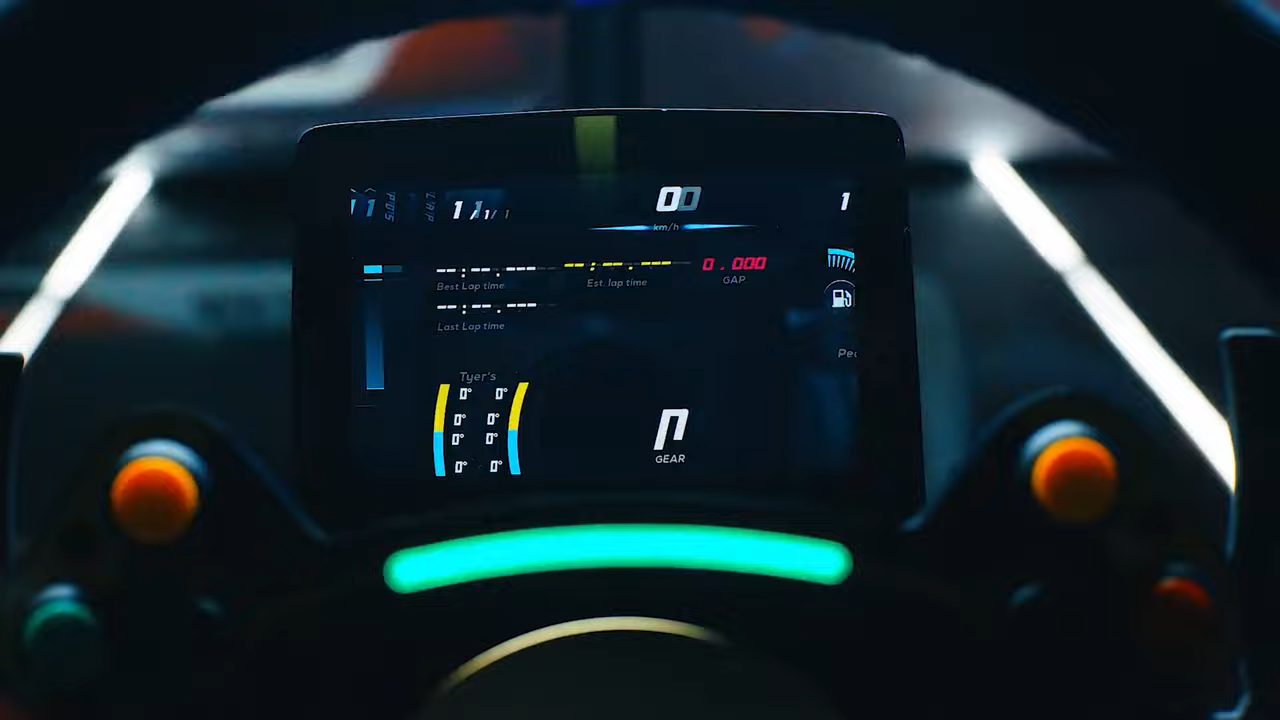 1 1/1
00
1
km/h
--:--.--- --:--.--- 0.000
Best Lap time Est. lap time GAP
--:--.---
Last Lap time
Tyer's
0° 0°
0° 0°
0° 0°
0° 0°
n
GEAR